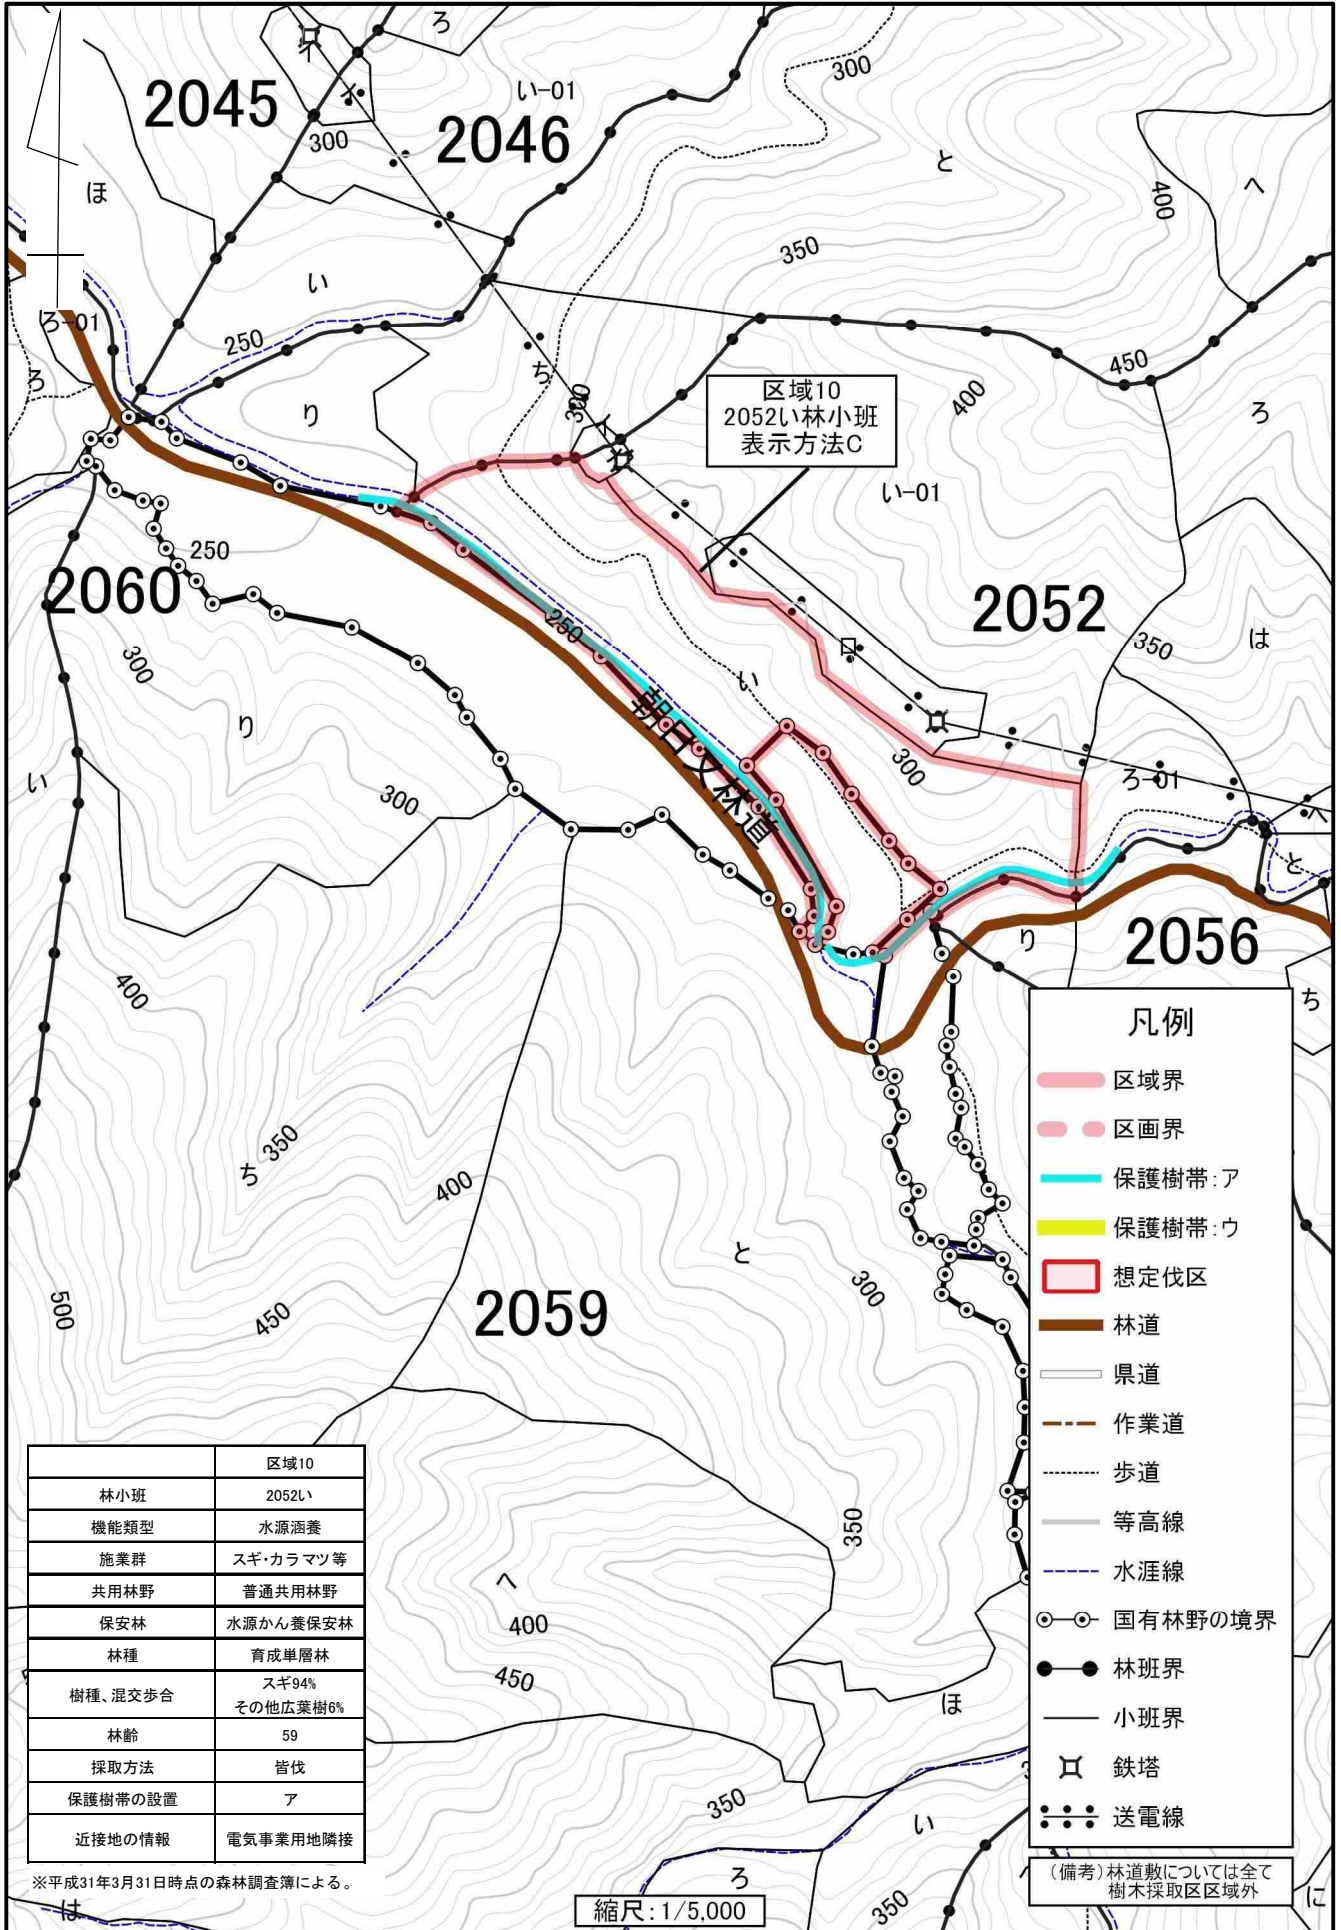 ろ
い-01
2045
2046
300
300
と
へ
400
ほ
350
い
ろ-01
250
ろ
ち
300
イ
450
400
ろ
り
区域10
2052い林小班
表示方法C
い-01
250
2060
2052
250
は
350
300
い
り
朝日又林道
い
300
300
ろ-01
へ
と
り
2056
400
ち
凡例
区域界
区画界
保護樹帯:ア
保護樹帯:ウ
想定伐区
林道
県道
作業道
歩道
等高線
水涯線
国有林野の境界
林班界
小班界
鉄塔
送電線
(備考)林道敷については全て
樹木採取区区域外
350
ち
400
と
300
500
450
2059
350
へ
400
450
ほ
350
い
ろ
350
に
は
区域10
林小班 2052い
機能類型 水源涵養
施業群 スギ・カラマツ等
共用林野 普通共用林野
保安林 水源かん養保安林
林種 育成単層林
樹種、混交歩合 スギ94%
その他広葉樹6%
林齢 59
採取方法 皆伐
保護樹帯の設置 ア
近接地の情報 電気事業用地隣接
※平成31年3月31日時点の森林調査簿による。
縮尺:1/5,000